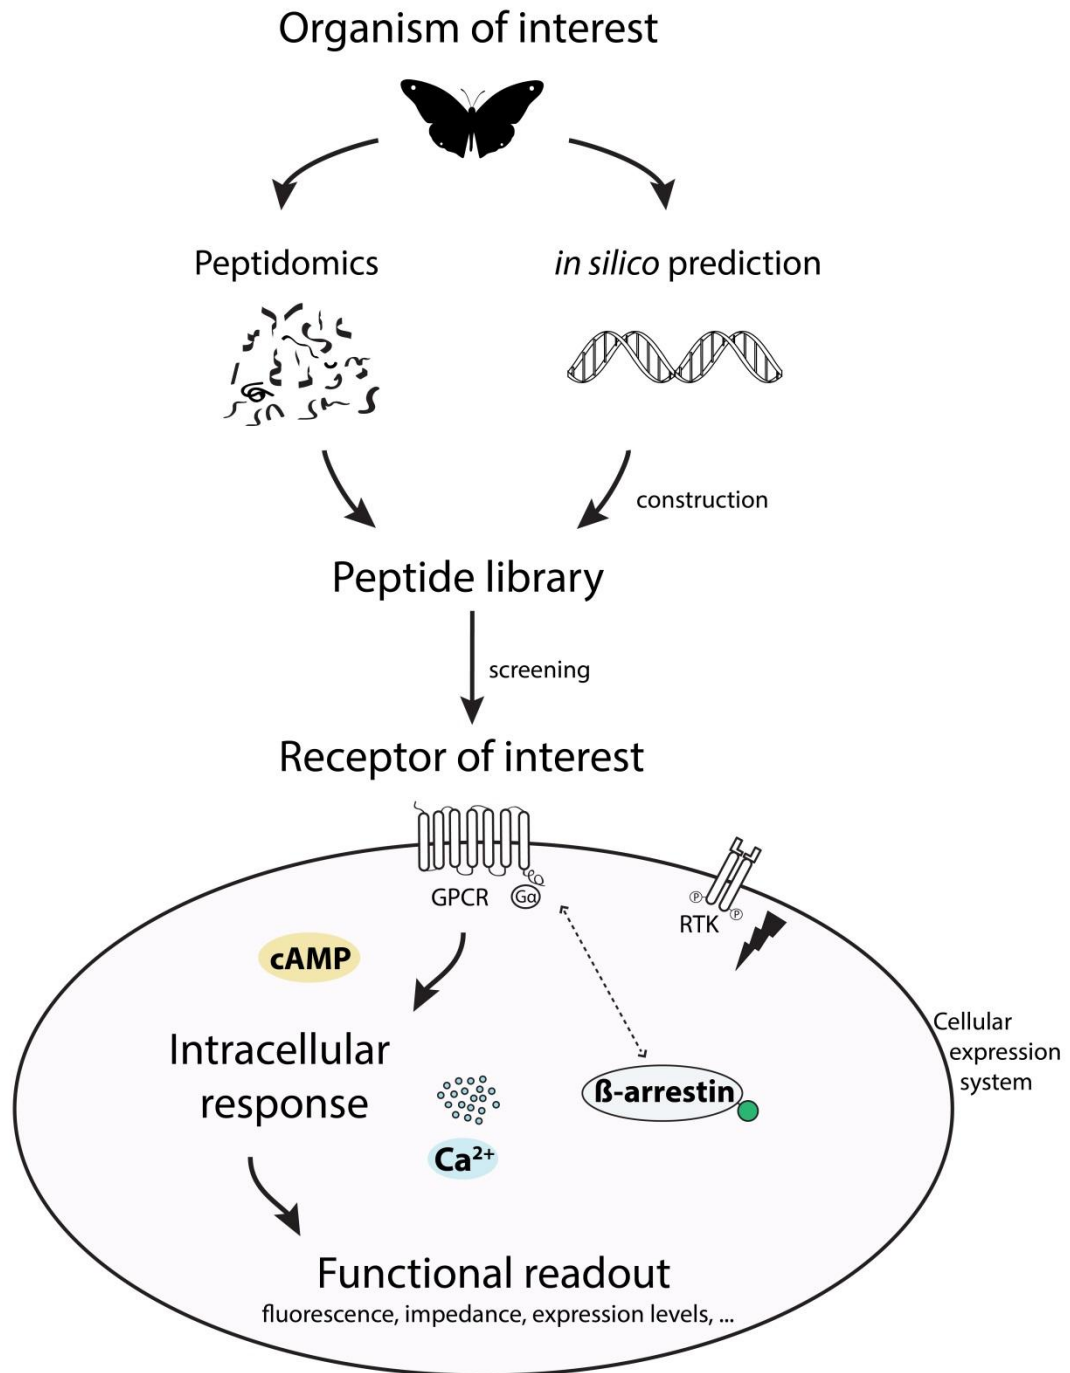 Organism of interest
Peptidomics
in silico prediction
construction
Peptide library
screening
Receptor of interest
GPCR
Gα
P
P
RTK
cAMP
Intracellular
response
Cellular
expression
system
ß-arrestin
Ca²⁺
Functional readout
fluorescence, impedance, expression levels, ...